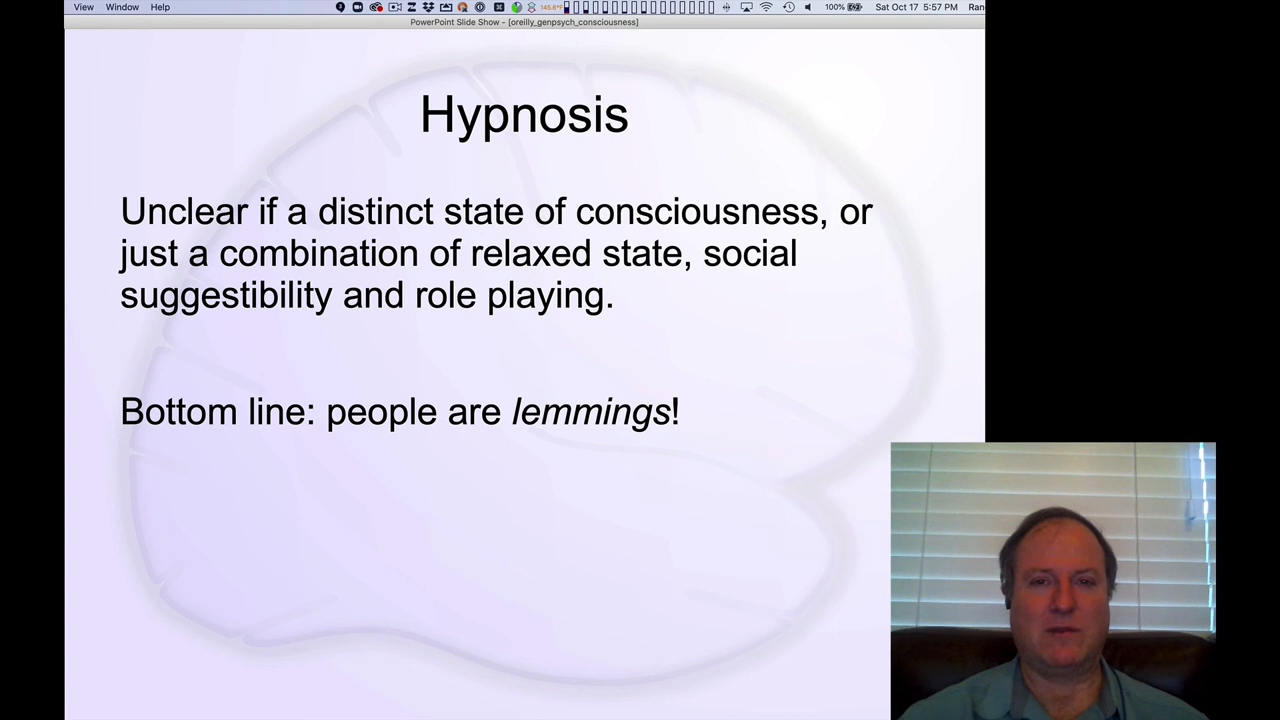 View Window Help 145.6°F 100% Sat Oct 17 5:57 PM Ran
PowerPoint Slide Show - [oreilly_genpsych_consciousness]
Hypnosis
Unclear if a distinct state of consciousness, or
just a combination of relaxed state, social
suggestibility and role playing.
Bottom line: people are lemmings!